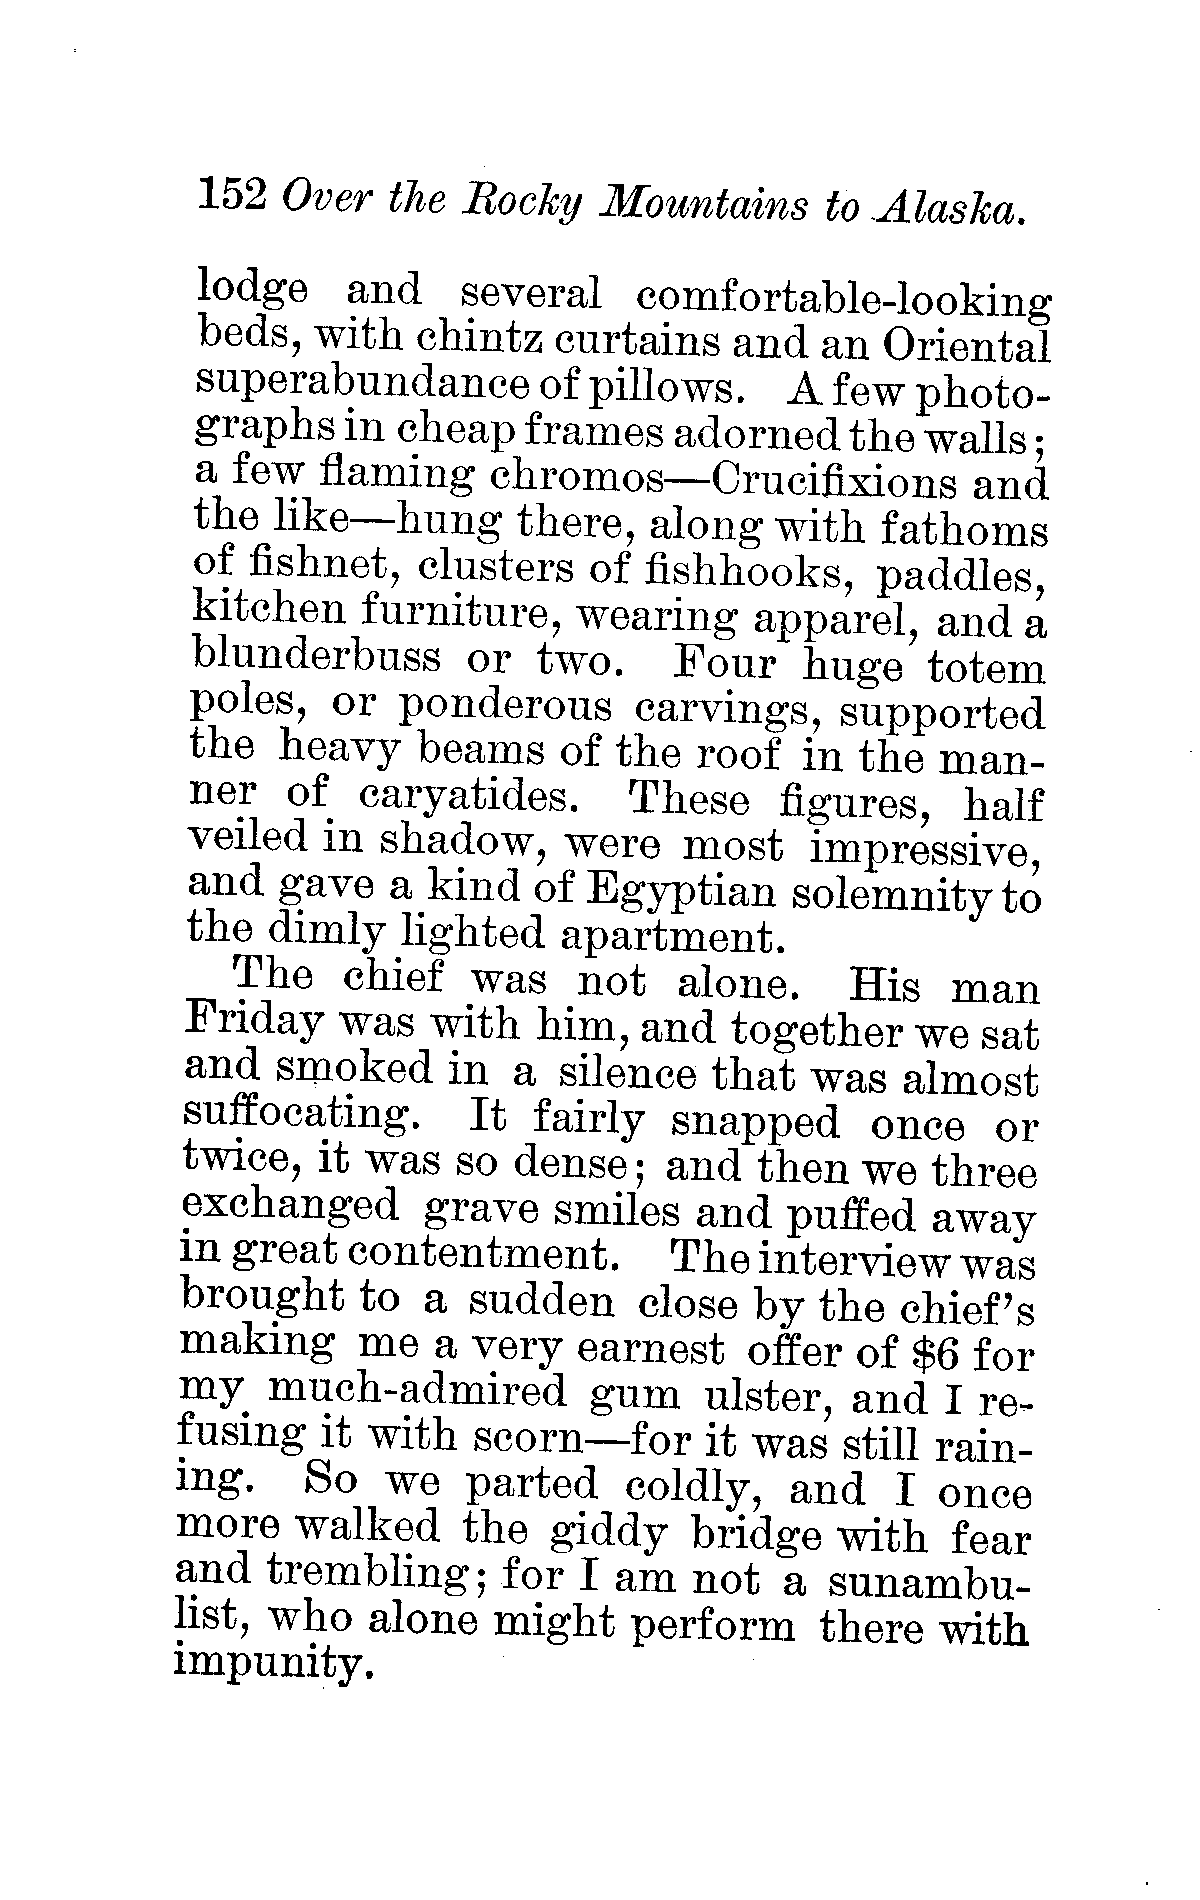 152 Over the Rocky Mountains to Alaska.
lodge and several comfortable-looking
beds, with chintz curtains and an Oriental
superabundance of pillows. A few photo-
graphs in cheap frames adorned the walls;
a few flaming chromos—Crucifixions and
the like—hung there, along with fathoms
of fishnet, clusters of fishhooks, paddles,
kitchen furniture, wearing apparel, and a
blunderbuss or two. Four huge totem
poles, or ponderous carvings, supported
the heavy beams of the roof in the man-
ner of caryatides. These figures, half
veiled in shadow, were most impressive,
and gave a kind of Egyptian solemnity to
the dimly lighted apartment.
The chief was not alone. His man
Friday was with him, and together we sat
and smoked in a silence that was almost
suffocating. It fairly snapped once or
twice, it was so dense; and then we three
exchanged grave smiles and puffed away
in great contentment. The interview was
brought to a sudden close by the chief's
making me a very earnest offer of $6 for
my much-admired gum ulster, and I re-
fusing it with scorn—for it was still rain-
ing. So we parted coldly, and I once
more walked the giddy bridge with fear
and trembling; for I am not a sunambu-
list, who alone might perform there with
impunity.